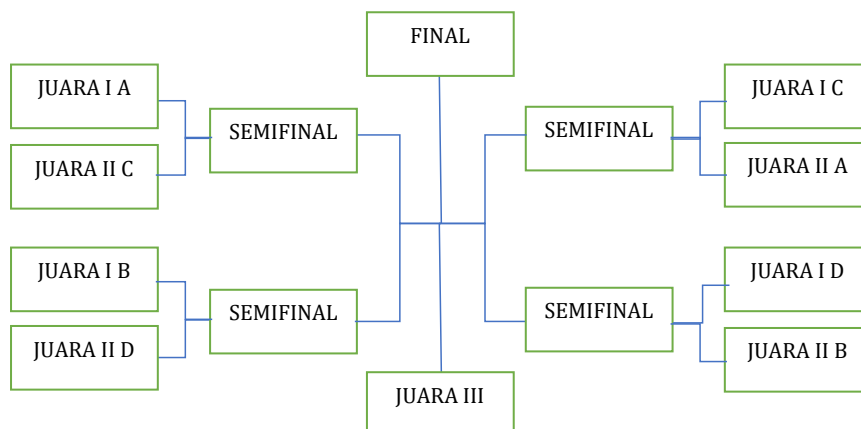 FINAL
JUARA I A
JUARA II C
SEMIFINAL
JUARA I B
JUARA II D
SEMIFINAL
SEMIFINAL
JUARA I C
JUARA II A
SEMIFINAL
JUARA I D
JUARA II B
JUARA III